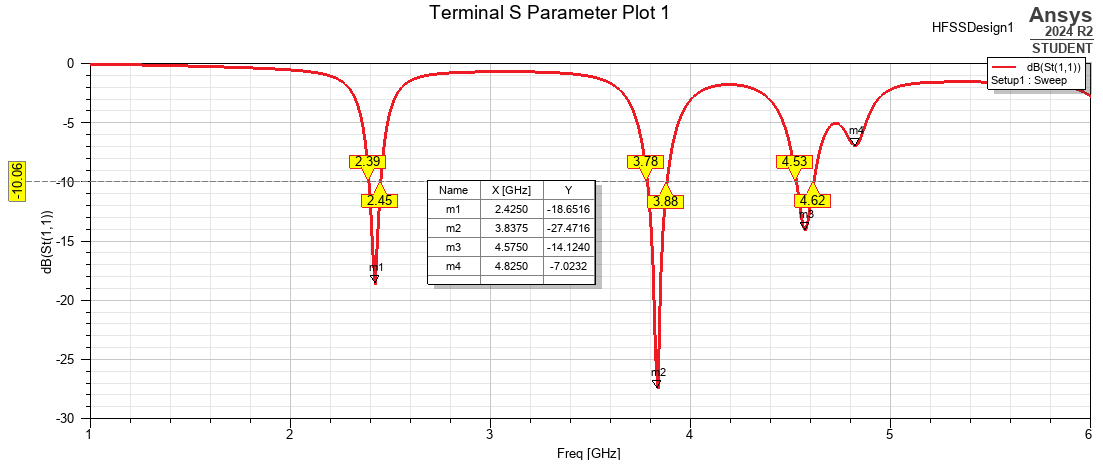 Terminal S Parameter Plot 1
HFSSDesign1
Ansys
2024 R2
STUDENT
dB(St(1,1))
Setup1 : Sweep
0
-5
-10
-15
-20
-25
-30
dB(St(1,1))
-10.06
2.39
2.45
3.78
3.88
4.53
4.62
m1
m2
m3
m4
Name X [GHz] Y
m1 2.4250 -18.6516
m2 3.8375 -27.4716
m3 4.5750 -14.1240
m4 4.8250 -7.0232
1 2 3 4 5 6
Freq [GHz]